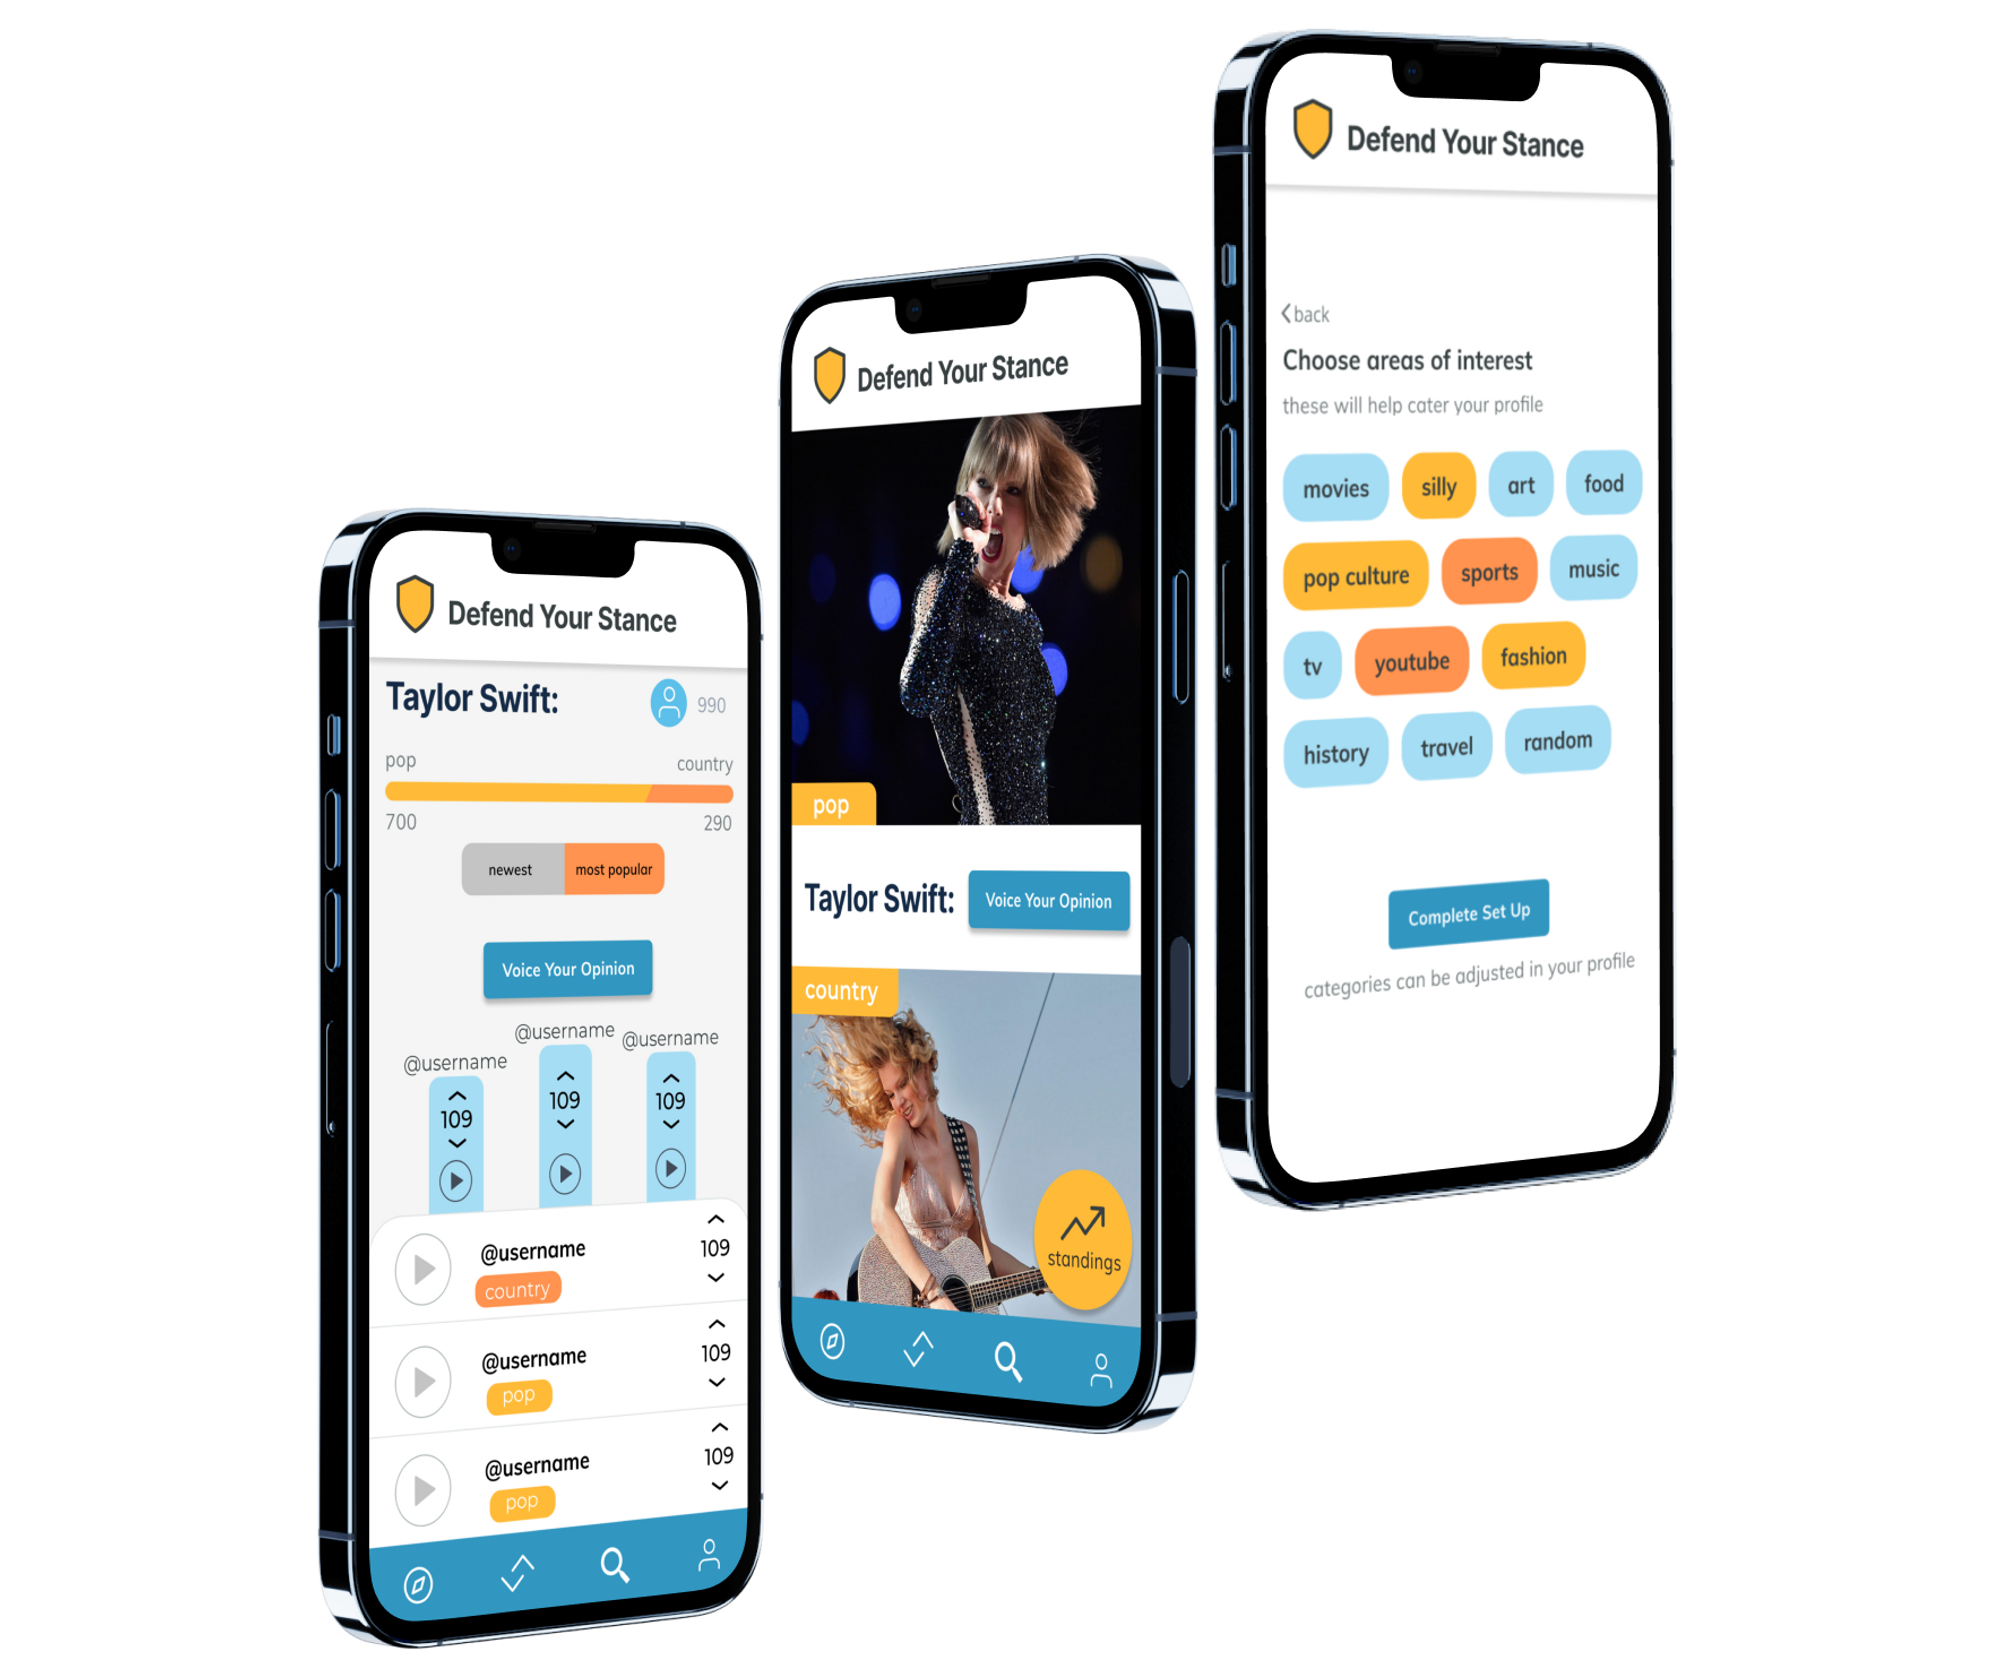 Defend Your Stance
Taylor Swift:
990
pop country
700 290
newest most popular
Voice Your Opinion
@username @username @username
109 109 109
@username
country
109
@username
pop
109
@username
pop
109
Defend Your Stance
pop
Taylor Swift:
Voice Your Opinion
country
standings
Defend Your Stance
back
Choose areas of interest
these will help cater your profile
movies silly art food
pop culture sports music
tv youtube fashion
history travel random
Complete Set Up
categories can be adjusted in your profile